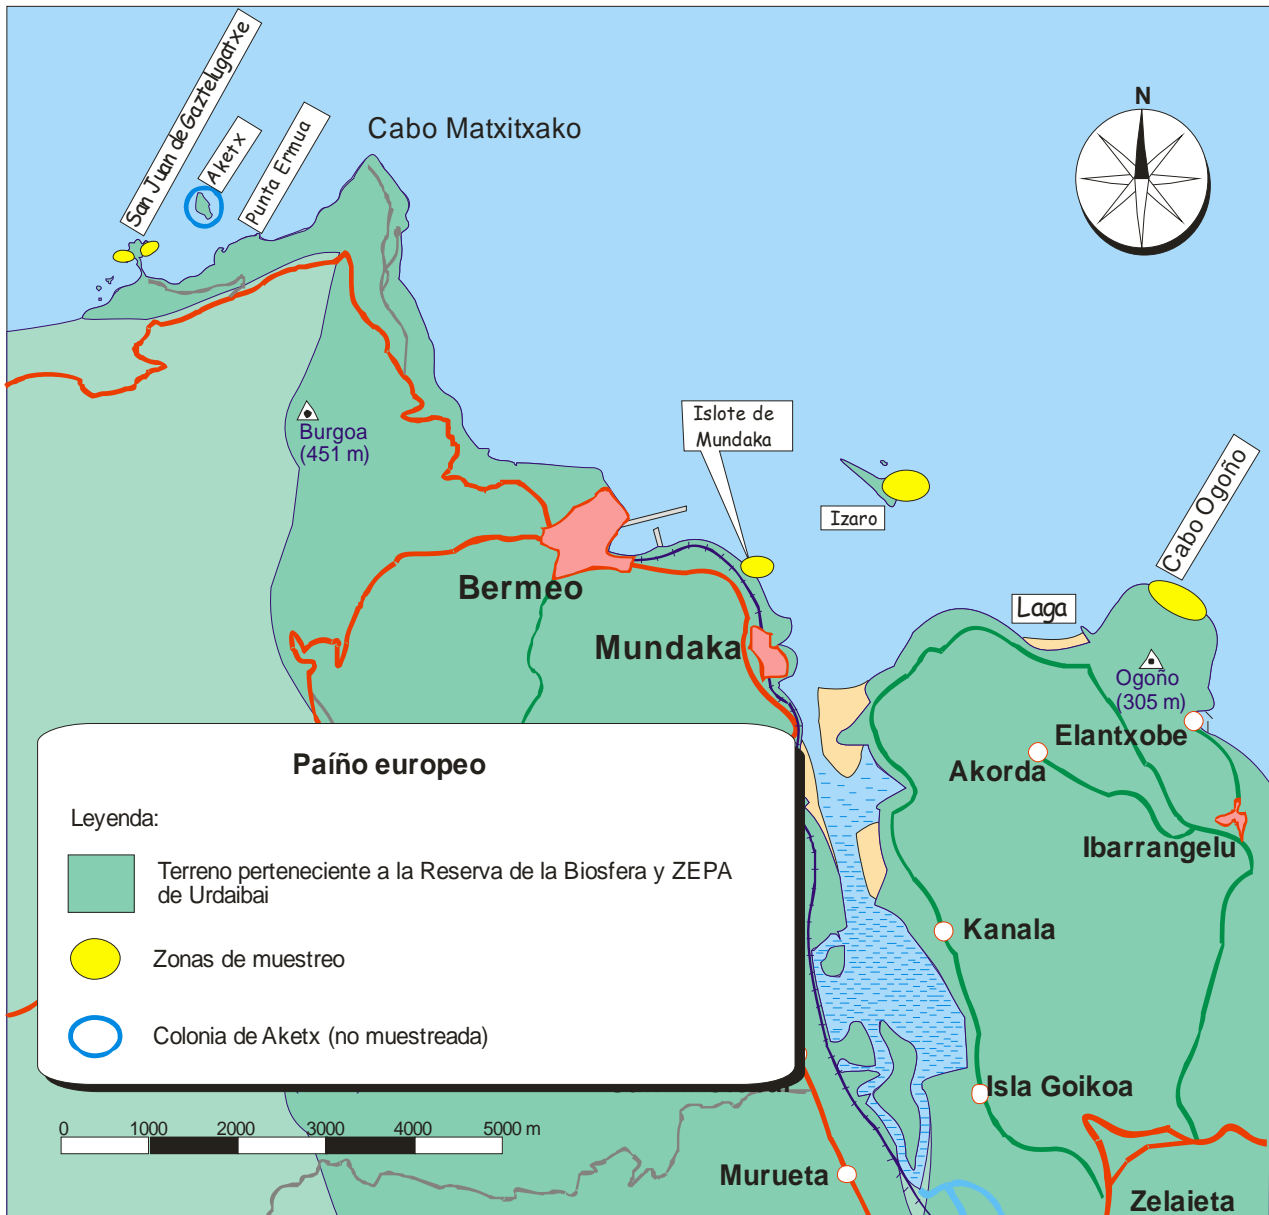 San Juan de Gaztelugatxe
Aketx
Punta Ermua
Cabo Matxitxako
N
Burgoa
(451 m)
Islote de
Mundaka
Izaro
Cabo Ogoño
Bermeo
Laga
Mundaka
Ogoño
(305 m)
Elantxobe
Akorda
Ibarrangelu
Kanala
Isla Goikoa
Murueta
Zelaieta
Paíño europeo
Leyenda:
Terreno perteneciente a la Reserva de la Biosfera y ZEPA
de Urdaibai
Zonas de muestreo
Colonia de Aketx (no muestreada)
0 1000 2000 3000 4000 5000 m